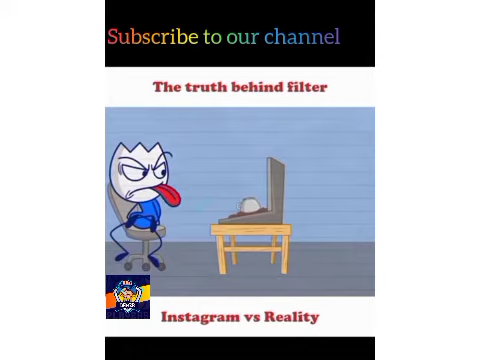 Subscribe to our channel
The truth behind filter
Instagram vs Reality